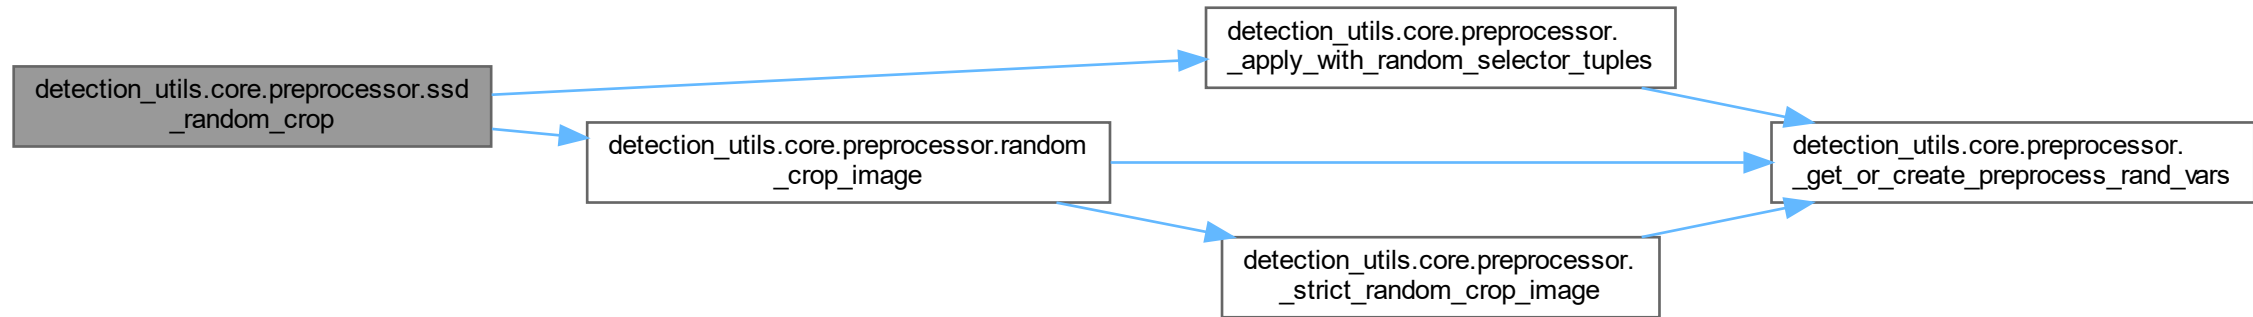 detection_utils.core.preprocessor.ssd
_random_crop
detection_utils.core.preprocessor.
_apply_with_random_selector_tuples
detection_utils.core.preprocessor.random
_crop_image
detection_utils.core.preprocessor.
_get_or_create_preprocess_rand_vars
detection_utils.core.preprocessor.
_strict_random_crop_image